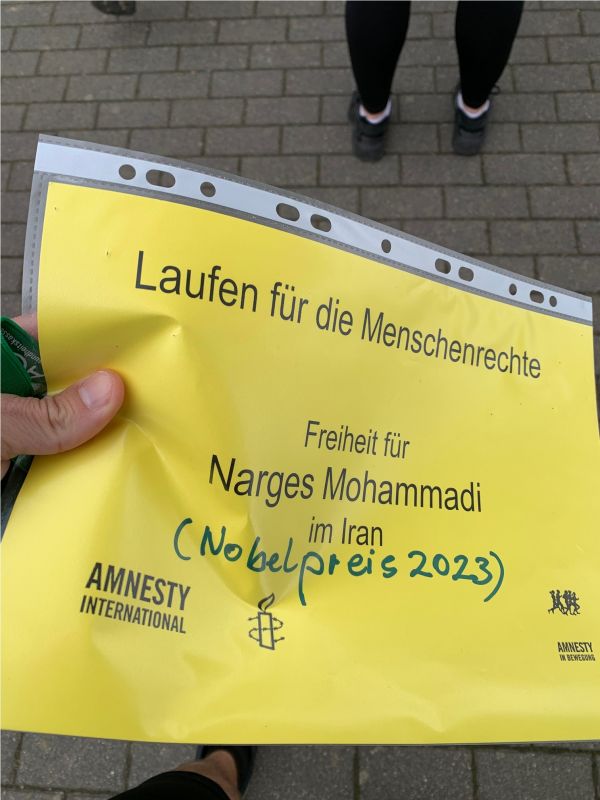 Laufen für die Menschenrechte
Freiheit für
Narges Mohammadi
im Iran
(Nobelpreis 2023)
AMNESTY
INTERNATIONAL
AMNESTY
IN BEWEGUNG